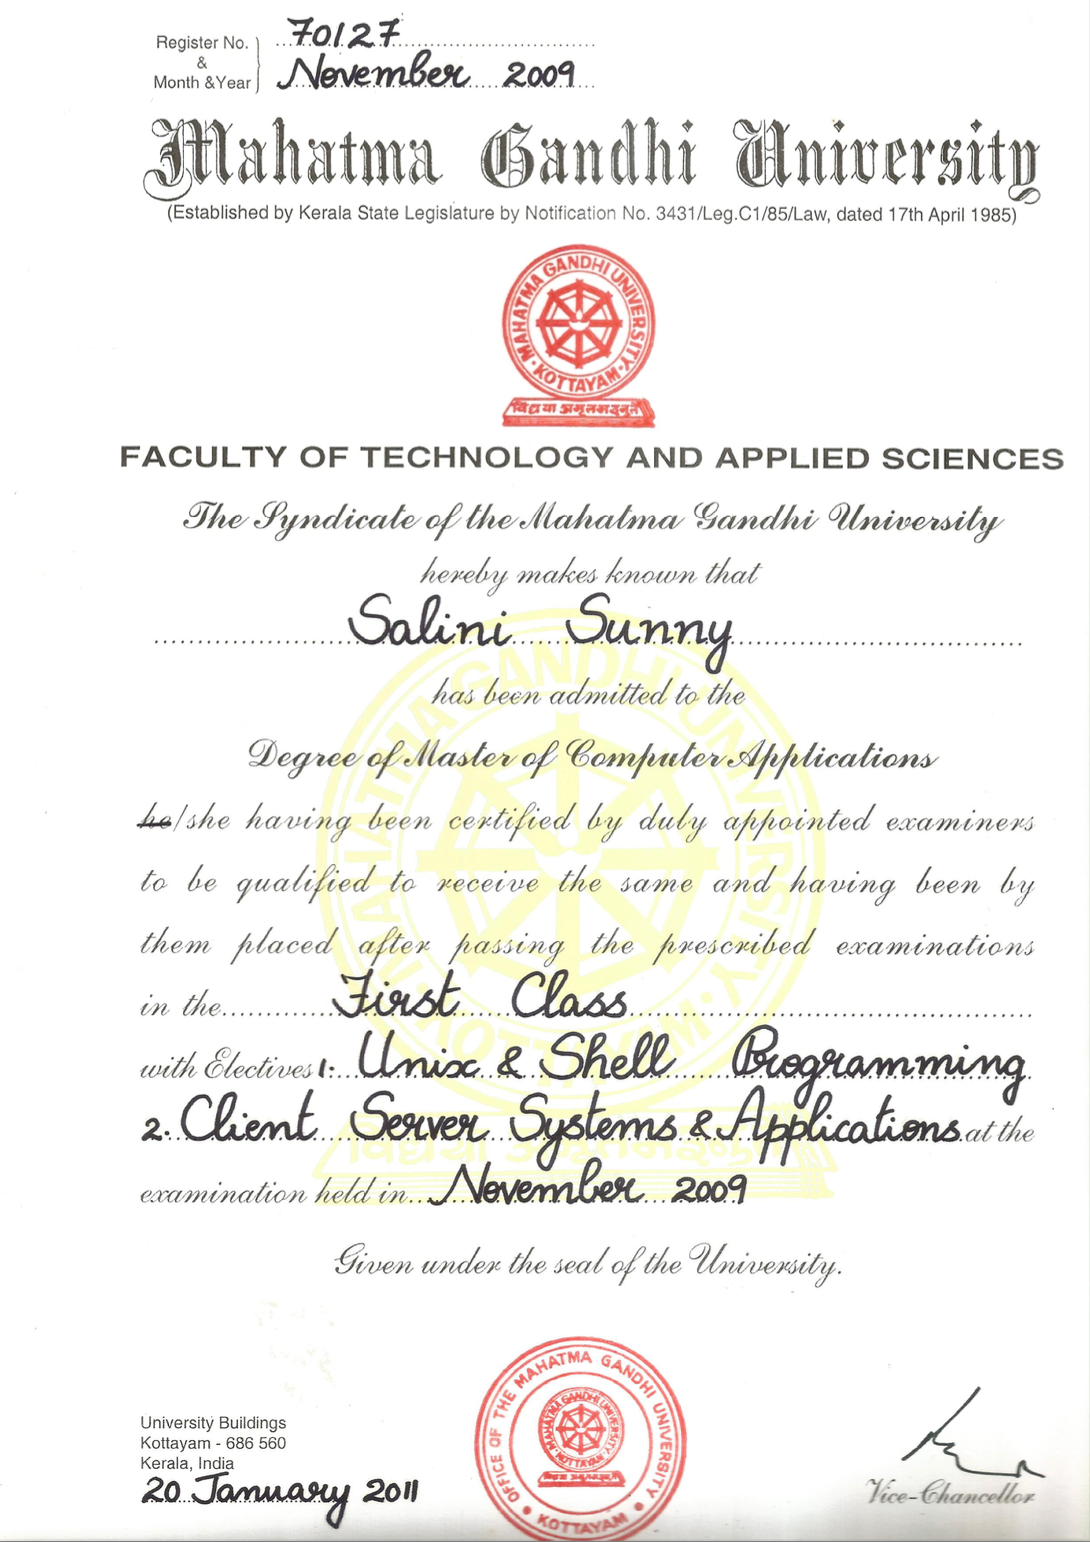 Register No. 70127
&
Month &Year November 2009
Mahatma Gandhi University
(Established by Kerala State Legislature by Notification No. 3431/Leg.C1/85/Law, dated 17th April 1985)
MAHATMA GANDHI UNIVERSITY
· KOTTAYAM ·
विद्यया अमृतमश्नुते
FACULTY OF TECHNOLOGY AND APPLIED SCIENCES
The Syndicate of the Mahatma Gandhi University
hereby makes known that
Salini Sunny
has been admitted to the
Degree of Master of Computer Applications
he/she having been certified by duly appointed examiners
to be qualified to receive the same and having been by
them placed after passing the prescribed examinations
in the First Class
with Electives 1. Unix & Shell Programming
2. Client Server Systems & Applications at the
examination held in November 2009
Given under the seal of the University.
OFFICE OF THE MAHATMA GANDHI UNIVERSITY
• KOTTAYAM •
MAHATMA GANDHI UNIVERSITY
· KOTTAYAM ·
University Buildings
Kottayam - 686 560
Kerala, India
20 January 2011
Vice-Chancellor